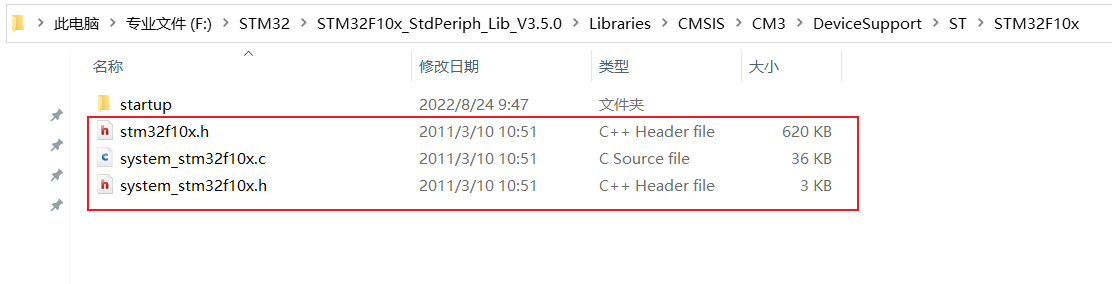 此电脑 > 专业文件 (F:) > STM32 > STM32F10x_StdPeriph_Lib_V3.5.0 > Libraries > CMSIS > CM3 > DeviceSupport > ST > STM32F10x
名称 修改日期 类型 大小
startup 2022/8/24 9:47 文件夹
stm32f10x.h 2011/3/10 10:51 C++ Header file 620 KB
system_stm32f10x.c 2011/3/10 10:51 C Source file 36 KB
system_stm32f10x.h 2011/3/10 10:51 C++ Header file 3 KB